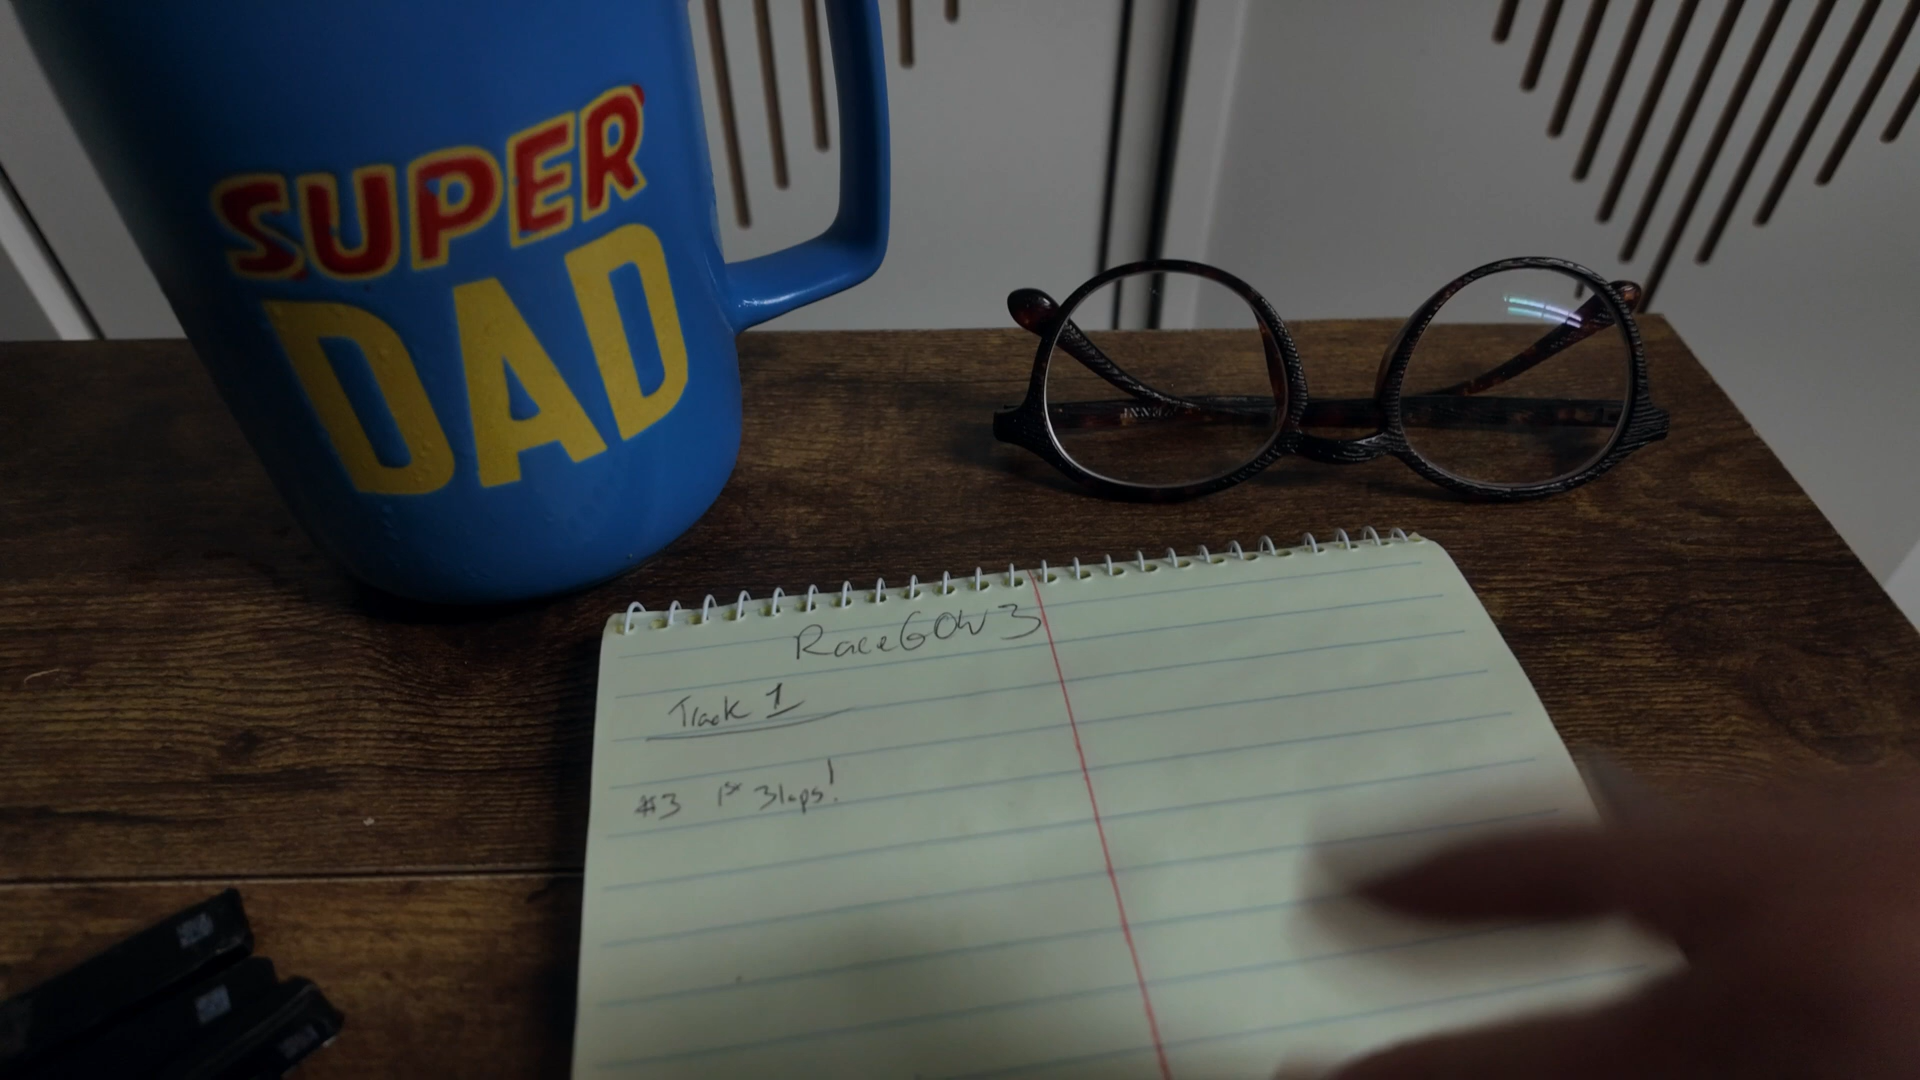 SUPER
DAD
RaceGOW3
Track 1
#3 1st 3laps!